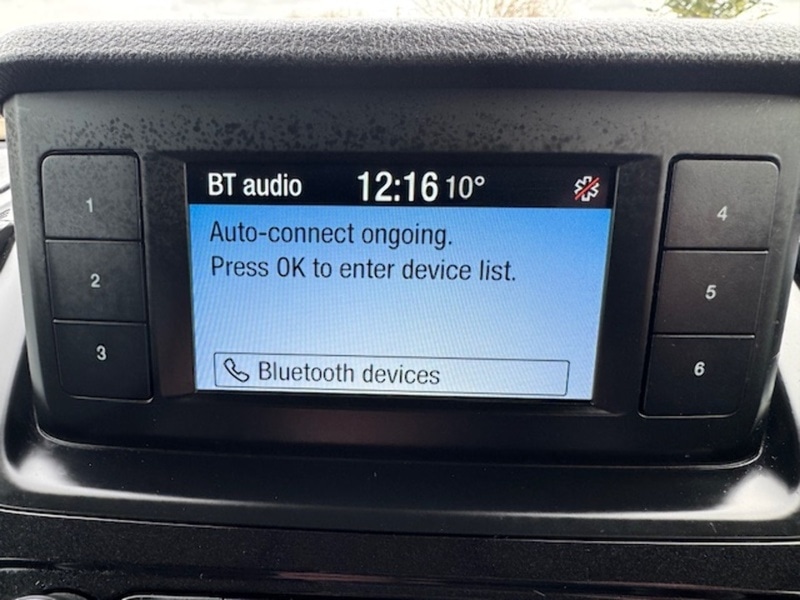 BT audio 12:16 10°
Auto-connect ongoing.
Press OK to enter device list.
Bluetooth devices
1
2
3
4
5
6